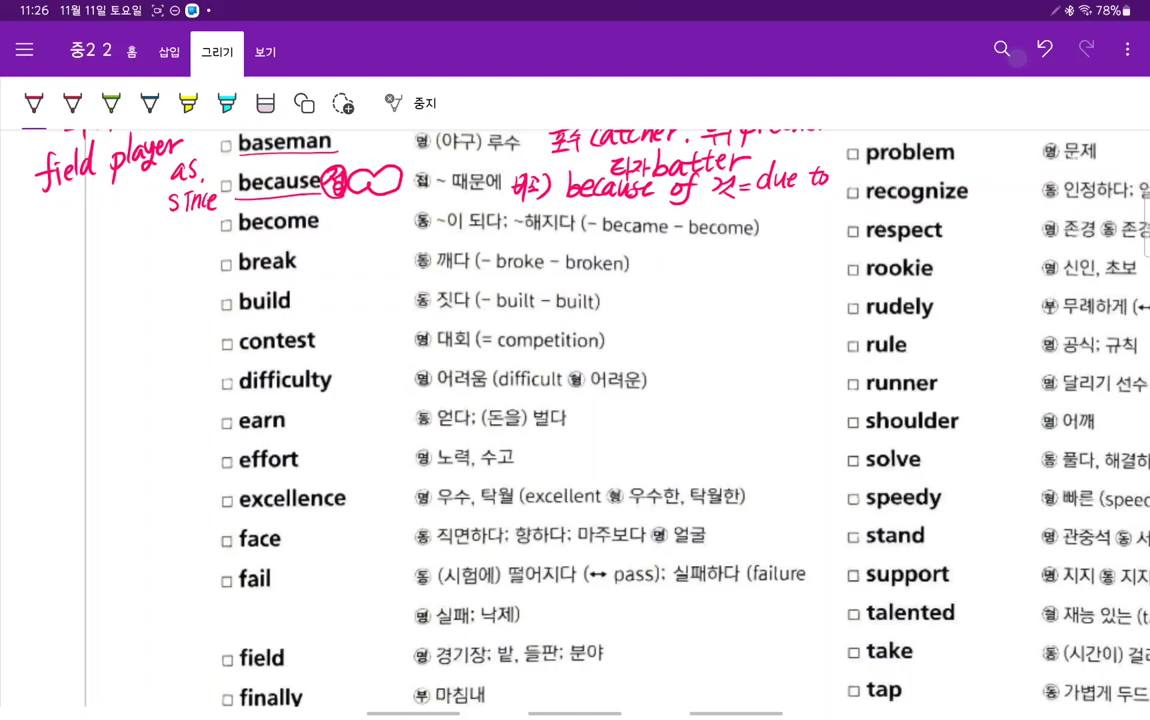 11:26 11월 11일 토요일 78%
중2 2 홈 삽입 그리기 보기
중지
field player
as.
since
baseman 명 (야구) 루수
포수 catcher.
타자 batter
because 접 접 ~ 때문에 비교) because of 것 = due to
become 동 ~이 되다; ~해지다 (– became – become)
break 동 깨다 (– broke – broken)
build 동 짓다 (– built – built)
contest 명 대회 (= competition)
difficulty 명 어려움 (difficult 형 어려운)
earn 동 얻다; (돈을) 벌다
effort 명 노력, 수고
excellence 명 우수, 탁월 (excellent 형 우수한, 탁월한)
face 동 직면하다; 향하다; 마주보다 명 얼굴
fail 동 (시험에) 떨어지다 (↔ pass); 실패하다 (failure
명 실패; 낙제)
field 명 경기장; 밭, 들판; 분야
finally 부 마침내
problem 명 문제
recognize 동 인정하다;
respect 명 존경 동 존경
rookie 명 신인, 초보
rudely 부 무례하게 (↔
rule 명 공식; 규칙
runner 명 달리기 선수
shoulder 명 어깨
solve 동 풀다, 해결하
speedy 형 빠른 (speed
stand 명 관중석 동 서
support 명 지지 동 지지
talented 형 재능 있는 (t
take 동 (시간이) 걸리
tap 동 가볍게 두드